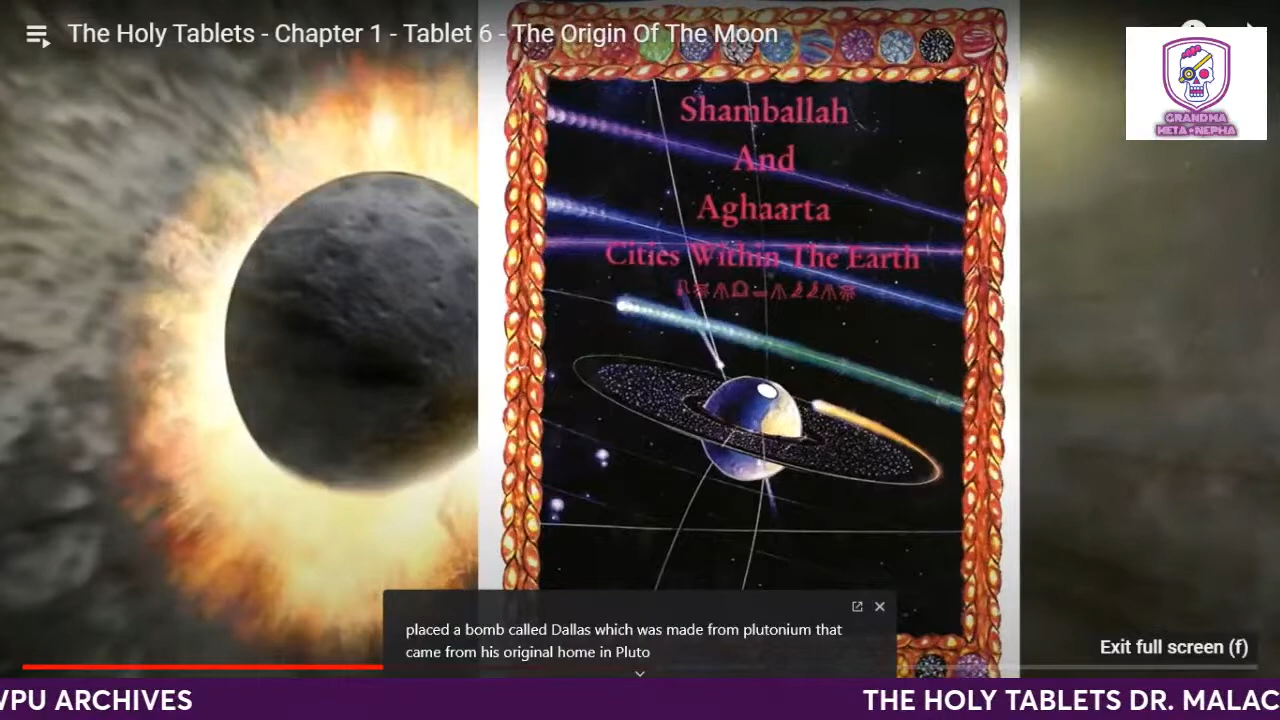 The Holy Tablets - Chapter 1 - Tablet 6 - The Origin Of The Moon
GRANDMA
META•NEPHA
Shamballah
And
Aghaarta
Cities Within The Earth
placed a bomb called Dallas which was made from plutonium that
came from his original home in Pluto
Exit full screen (f)
WPU ARCHIVES
THE HOLY TABLETS DR. MALAC